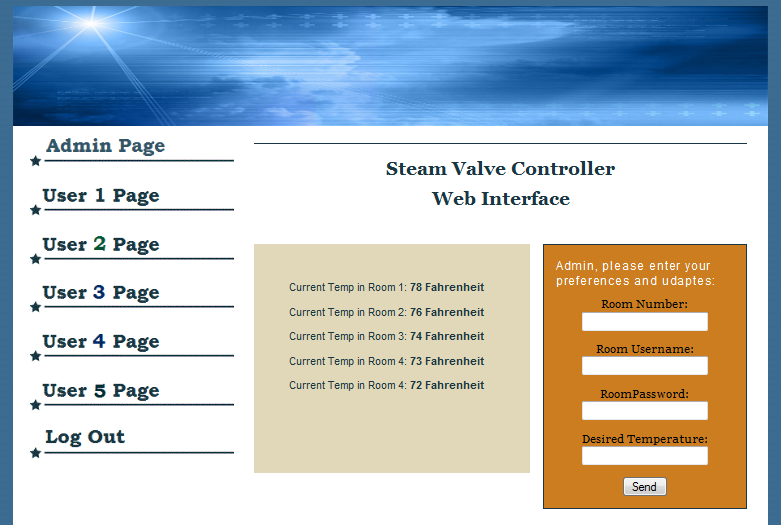 Admin Page
User 1 Page
User 2 Page
User 3 Page
User 4 Page
User 5 Page
Log Out
Steam Valve Controller
Web Interface
Current Temp in Room 1: 78 Fahrenheit
Current Temp in Room 2: 76 Fahrenheit
Current Temp in Room 3: 74 Fahrenheit
Current Temp in Room 4: 73 Fahrenheit
Current Temp in Room 4: 72 Fahrenheit
Admin, please enter your
preferences and udaptes:
Room Number:
Room Username:
RoomPassword:
Desired Temperature:
Send